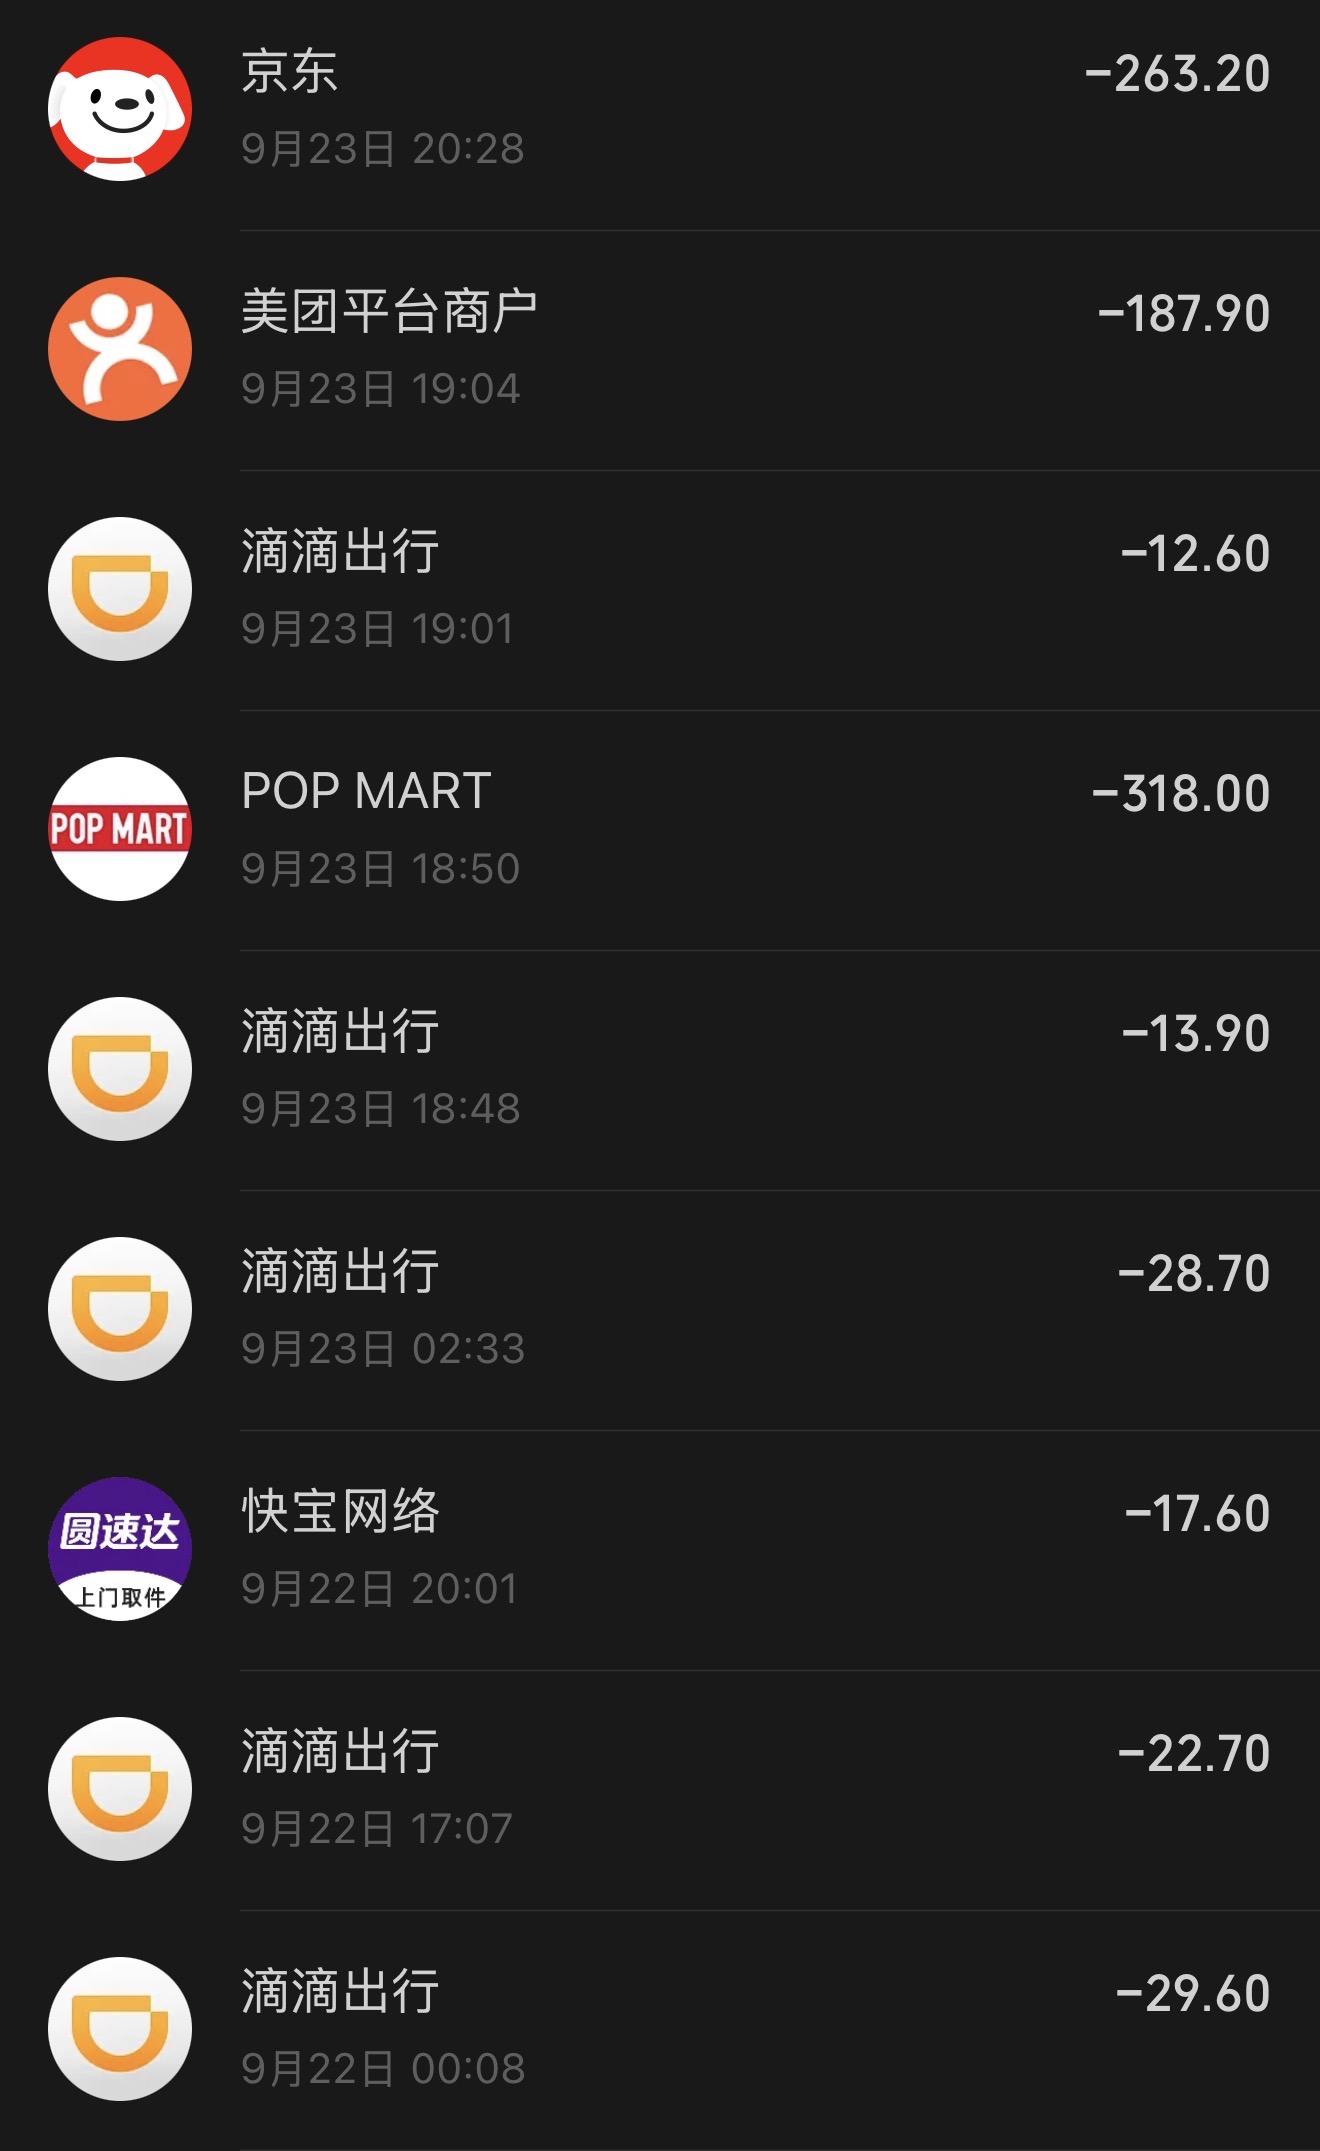 京东
-263.20
9月23日 20:28
美团平台商户
-187.90
9月23日 19:04
滴滴出行
-12.60
9月23日 19:01
POP MART
POP MART
-318.00
9月23日 18:50
滴滴出行
-13.90
9月23日 18:48
滴滴出行
-28.70
9月23日 02:33
圆速达
上门取件
快宝网络
-17.60
9月22日 20:01
滴滴出行
-22.70
9月22日 17:07
滴滴出行
-29.60
9月22日 00:08